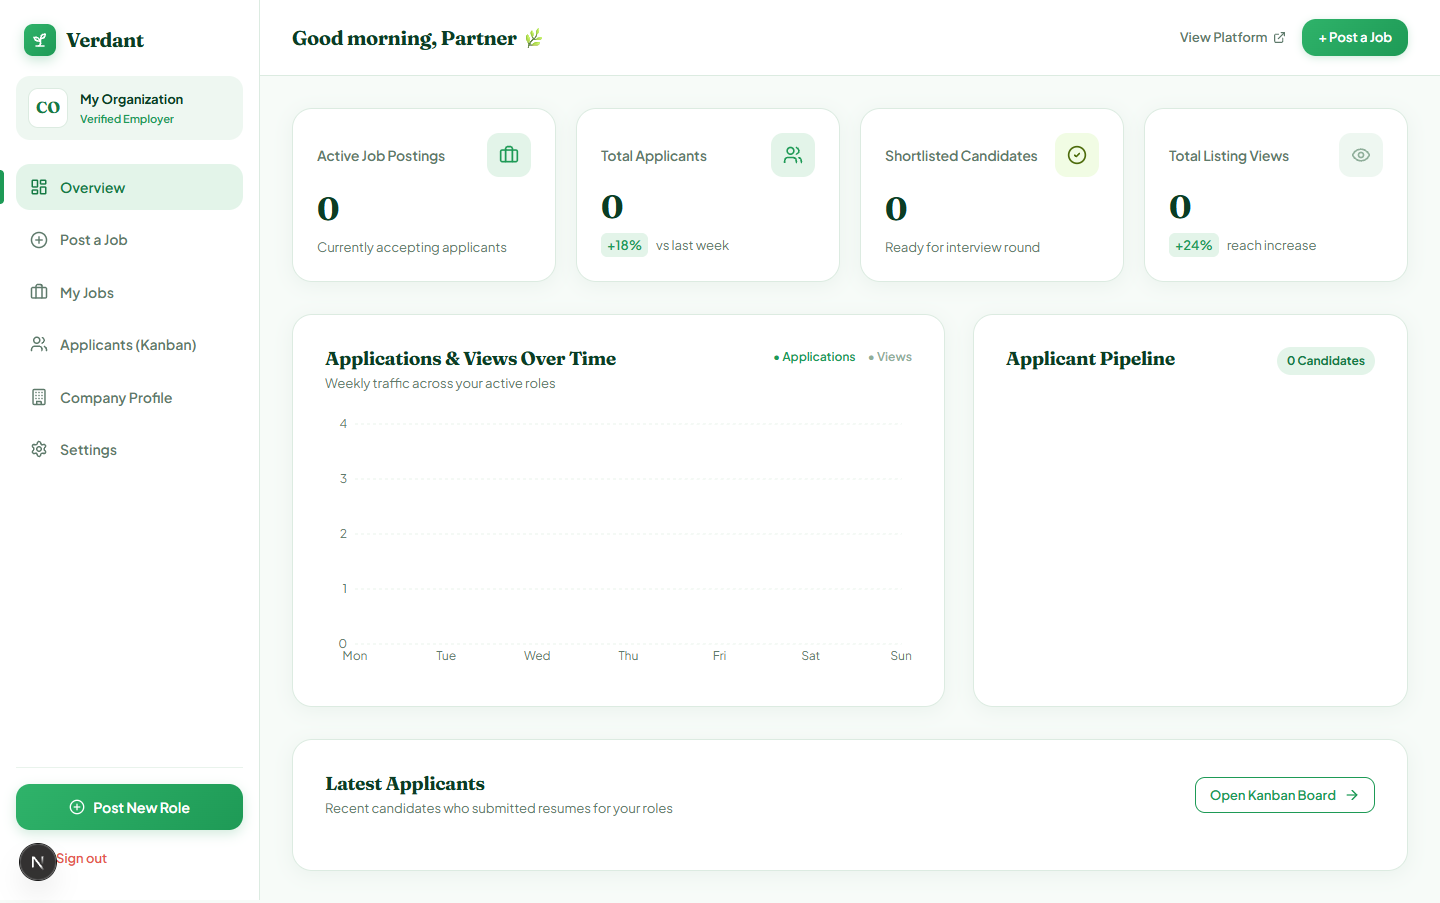 Verdant
CO
My Organization
Verified Employer
Overview
Post a Job
My Jobs
Applicants (Kanban)
Company Profile
Settings
Post New Role
N
Sign out
Good morning, Partner 🌿
View Platform
+ Post a Job
Active Job Postings
0
Currently accepting applicants
Total Applicants
0
+18% vs last week
Shortlisted Candidates
0
Ready for interview round
Total Listing Views
0
+24% reach increase
Applications & Views Over Time
Weekly traffic across your active roles
• Applications • Views
4
3
2
1
0
Mon Tue Wed Thu Fri Sat Sun
Applicant Pipeline
0 Candidates
Latest Applicants
Recent candidates who submitted resumes for your roles
Open Kanban Board